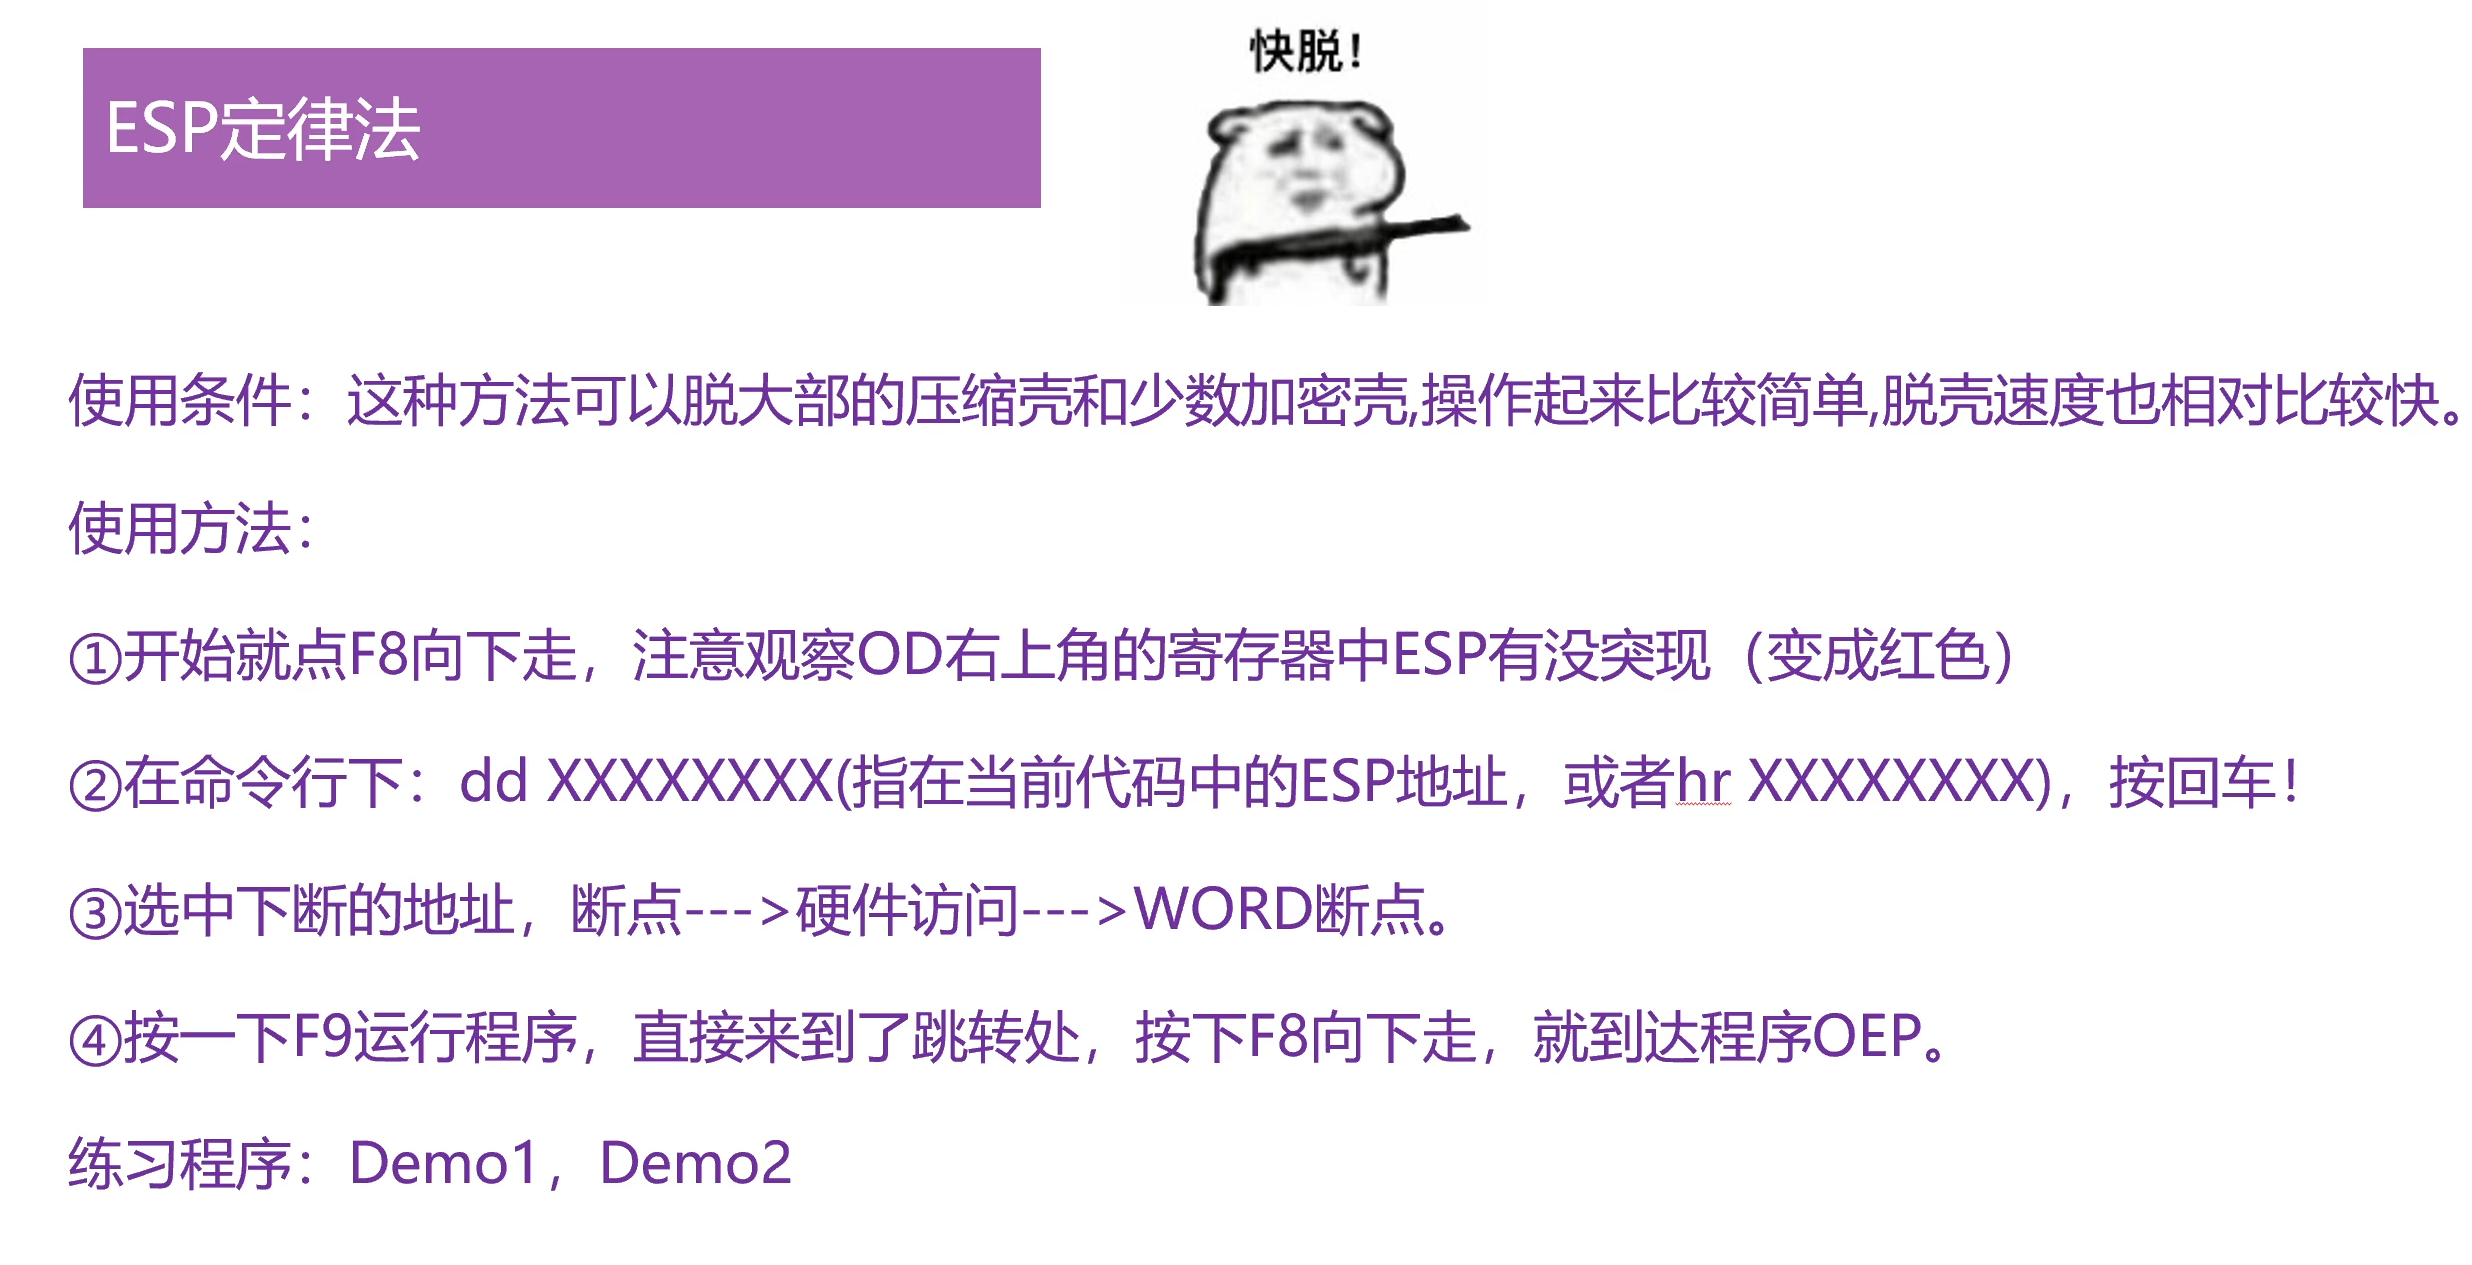 快脱！
ESP定律法
使用条件：这种方法可以脱大部的压缩壳和少数加密壳,操作起来比较简单,脱壳速度也相对比较快。
使用方法：
①开始就点F8向下走，注意观察OD右上角的寄存器中ESP有没突现（变成红色）
②在命令行下：dd XXXXXXXX(指在当前代码中的ESP地址，或者hr XXXXXXXX)，按回车！
③选中下断的地址，断点--->硬件访问--->WORD断点。
④按一下F9运行程序，直接来到了跳转处，按下F8向下走，就到达程序OEP。
练习程序：Demo1，Demo2